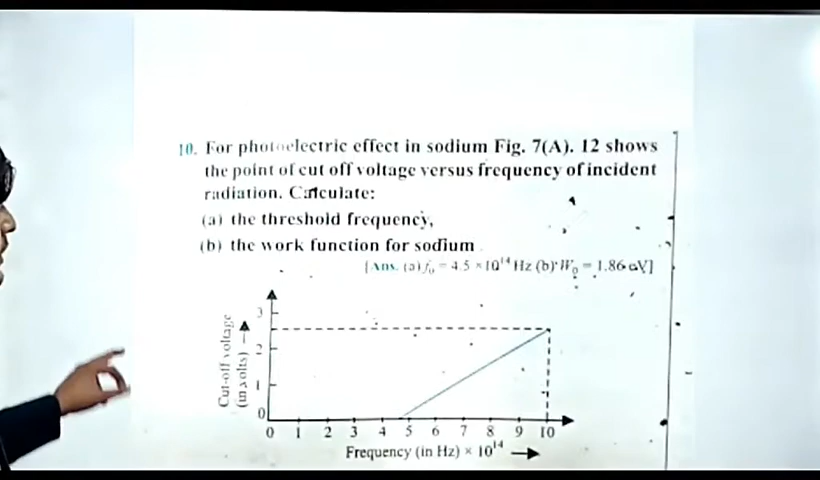 10. For photoelectric effect in sodium Fig. 7(A). 12 shows
the point of cut off voltage versus frequency of incident
radiation. Calculate:
(a) the threshold frequency,
(b) the work function for sodium
[Ans. (a) f₀ = 4.5 × 10¹⁴ Hz (b) W₀ = 1.86 eV]
Cut-off voltage
(in volts)
3
2
1
0
0 1 2 3 4 5 6 7 8 9 10
Frequency (in Hz) × 10¹⁴